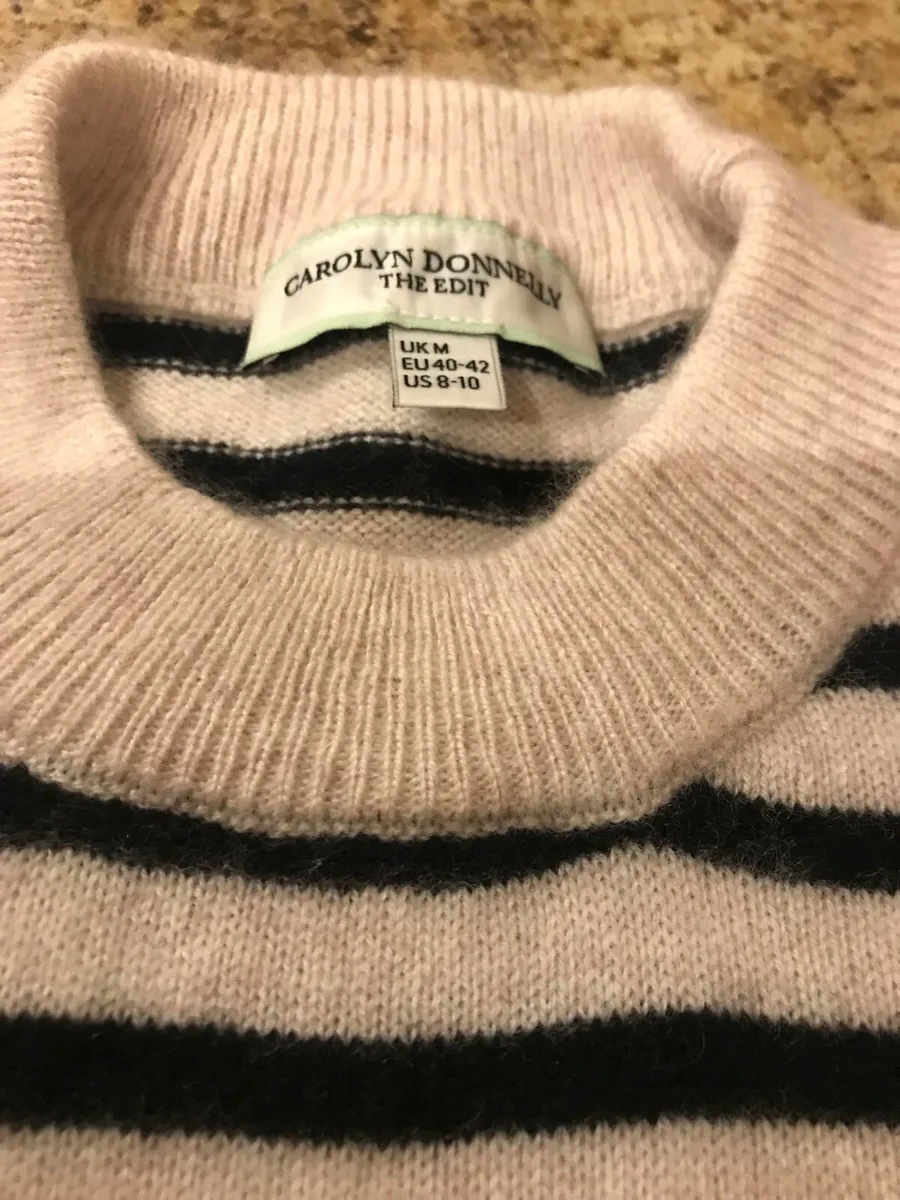 CAROLYN DONNELLY
THE EDIT
UK M
EU 40-42
US 8-10